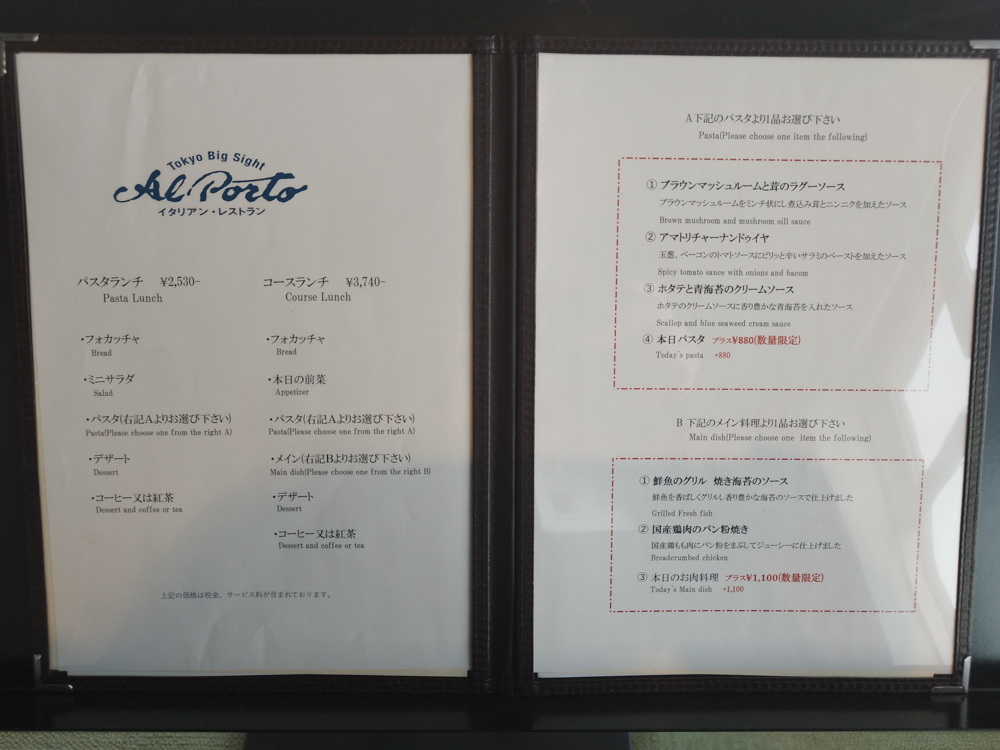 Tokyo Big Sight
Al Porto
イタリアン・レストラン
パスタランチ ¥2,530-
Pasta Lunch
・フォカッチャ
Bread
・ミニサラダ
Salad
・パスタ(右記Aよりお選び下さい)
Pasta(Please choose one from the right A)
・デザート
Dessert
・コーヒー又は紅茶
Dessert and coffee or tea
コースランチ ¥3,740-
Course Lunch
・フォカッチャ
Bread
・本日の前菜
Appetizer
・パスタ(右記Aよりお選び下さい)
Pasta(Please choose one from the right A)
・メイン(右記Bよりお選び下さい)
Main dish(Please choose one from the right B)
・デザート
Dessert
・コーヒー又は紅茶
Dessert and coffee or tea
上記の価格は税金、サービス料が含まれております。
A下記のパスタより1品お選び下さい
Pasta(Please choose one item the following)
① ブラウンマッシュルームと茸のラグーソース
ブラウンマッシュルームをミンチ状にし煮込み茸とニンニクを加えたソース
Brown mushroom and mushroom oill sauce
② アマトリチャーナンドゥイヤ
玉葱、ベーコンのトマトソースにピリッと辛いサラミのペーストを加えたソース
Spicy tomato sauce with onions and bacom
③ ホタテと青海苔のクリームソース
ホタテのクリームソースに香り豊かな青海苔を入れたソース
Scallop and blue seaweed cream sauce
④ 本日パスタ プラス¥880(数量限定)
Today's pasta +880
B 下記のメイン料理より1品お選び下さい
Main dish(Please choose one item the following)
① 鮮魚のグリル 焼き海苔のソース
鮮魚を香ばしくグリルし香り豊かな海苔のソースで仕上げました
Grilled Fresh fish
② 国産鶏肉のパン粉焼き
国産鶏もも肉にパン粉をまぶしてジューシーに仕上げました
Breadcrumbed chicken
③ 本日のお肉料理 プラス¥1,100(数量限定)
Today's Main dish +1,100